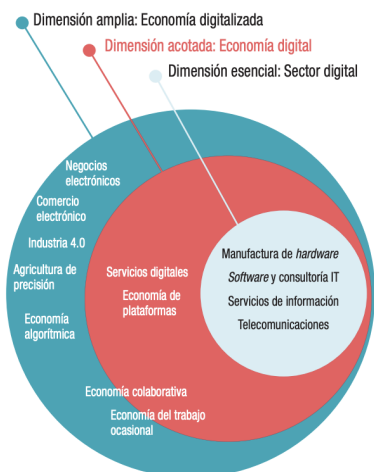 Dimensión amplia: Economía digitalizada
Dimensión acotada: Economía digital
Dimensión esencial: Sector digital
Negocios
electrónicos
Comercio
electrónico
Industria 4.0
Agricultura de
precisión
Economía
algorítmica
Servicios digitales
Economía de
plataformas
Economía colaborativa
Economía del trabajo
ocasional
Manufactura de hardware
Software y consultoría IT
Servicios de información
Telecomunicaciones